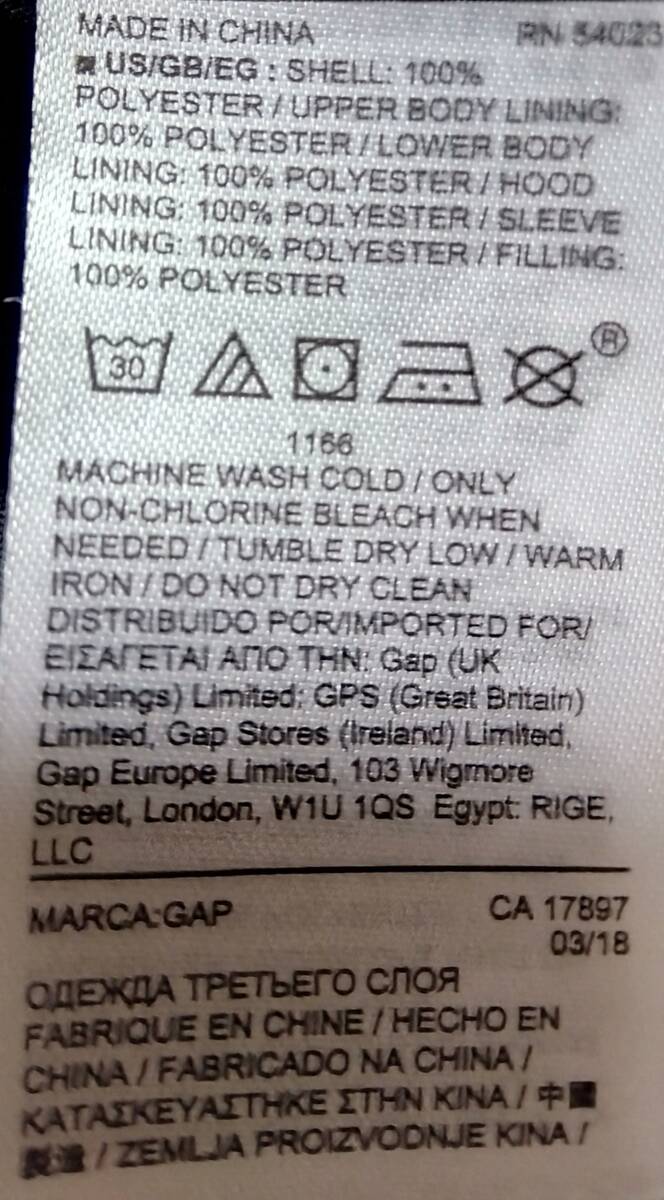 MADE IN CHINA RN 54023
US/GB/EG : SHELL: 100%
POLYESTER / UPPER BODY LINING:
100% POLYESTER / LOWER BODY
LINING: 100% POLYESTER / HOOD
LINING: 100% POLYESTER / SLEEVE
LINING: 100% POLYESTER / FILLING:
100% POLYESTER
30 ®
1166
MACHINE WASH COLD / ONLY
NON-CHLORINE BLEACH WHEN
NEEDED / TUMBLE DRY LOW / WARM
IRON / DO NOT DRY CLEAN
DISTRIBUIDO POR/IMPORTED FOR/
ΕΙΣΑΓΕΤΑΙ ΑΠΟ ΤΗΝ: Gap (UK
Holdings) Limited; GPS (Great Britain)
Limited, Gap Stores (Ireland) Limited,
Gap Europe Limited, 103 Wigmore
Street, London, W1U 1QS Egypt: RIGE,
LLC
MARCA:GAP CA 17897
03/18
ОДЕЖДА ТРЕТЬЕГО СЛОЯ
FABRIQUE EN CHINE / HECHO EN
CHINA / FABRICADO NA CHINA /
ΚΑΤΑΣΚΕΥΑΣΤΗΚΕ ΣΤΗΝ ΚΙΝΑ / 中國
製造 / ZEMLJA PROIZVODNJE KINA /